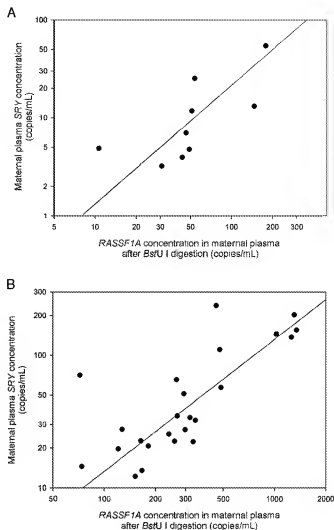 A
Maternal plasma SRY concentration
(copies/mL)
100
50
30
20
10
5
2
1
5 10 20 30 50 100 200 300
RASSF1A concentration in maternal plasma
after BstU I digestion (copies/mL)
B
Maternal plasma SRY concentration
(copies/mL)
300
200
100
50
30
20
10
50 100 200 300 500 1000 2000
RASSF1A concentration in maternal plasma
after BstU I digestion (copies/mL)